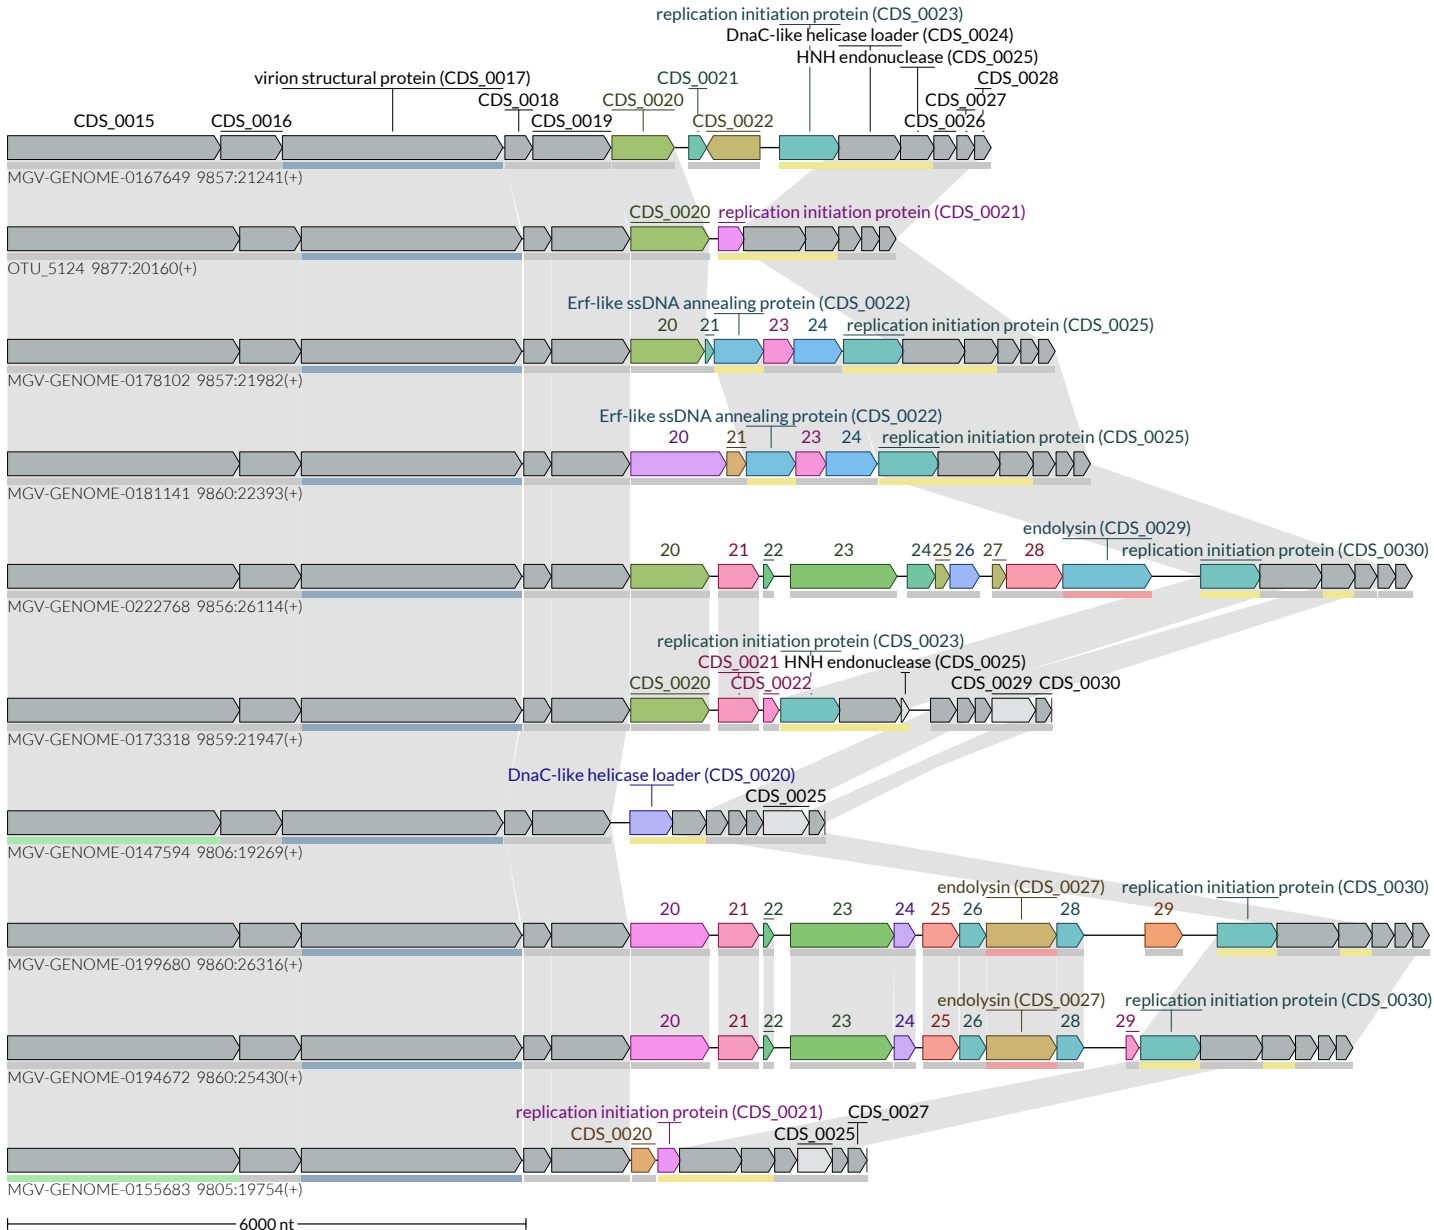 replication initiation protein (CDS_0023)
DnaC-like helicase loader (CDS_0024)
virion structural protein (CDS_0017) CDS_0021 HNH endonuclease (CDS_0025)
CDS_0028
CDS_0018 CDS_0020 CDS_0027
CDS_0015 CDS_0016 CDS_0019 CDS_0022 CDS_0026
MGV-GENOME-0167649 9857:21241(+)
CDS_0020 replication initiation protein (CDS_0021)
OTU_5124 9877:20160(+)
Erf-like ssDNA annealing protein (CDS_0022)
20 21 23 24 replication initiation protein (CDS_0025)
MGV-GENOME-0178102 9857:21982(+)
Erf-like ssDNA annealing protein (CDS_0022)
20 21 23 24 replication initiation protein (CDS_0025)
MGV-GENOME-0181141 9860:22393(+)
endolysin (CDS_0029)
20 21 22 23 24 25 26 27 28 replication initiation protein (CDS_0030)
MGV-GENOME-0222768 9856:26114(+)
replication initiation protein (CDS_0023)
CDS_0021 HNH endonuclease (CDS_0025)
CDS_0020 CDS_0022 CDS_0029 CDS_0030
MGV-GENOME-0173318 9859:21947(+)
DnaC-like helicase loader (CDS_0020)
CDS_0025
MGV-GENOME-0147594 9806:19269(+)
endolysin (CDS_0027) replication initiation protein (CDS_0030)
20 21 22 23 24 25 26 28 29
MGV-GENOME-0199680 9860:26316(+)
endolysin (CDS_0027) replication initiation protein (CDS_0030)
20 21 22 23 24 25 26 28 29
MGV-GENOME-0194672 9860:25430(+)
replication initiation protein (CDS_0021) CDS_0027
CDS_0020 CDS_0025
MGV-GENOME-0155683 9805:19754(+)
6000 nt